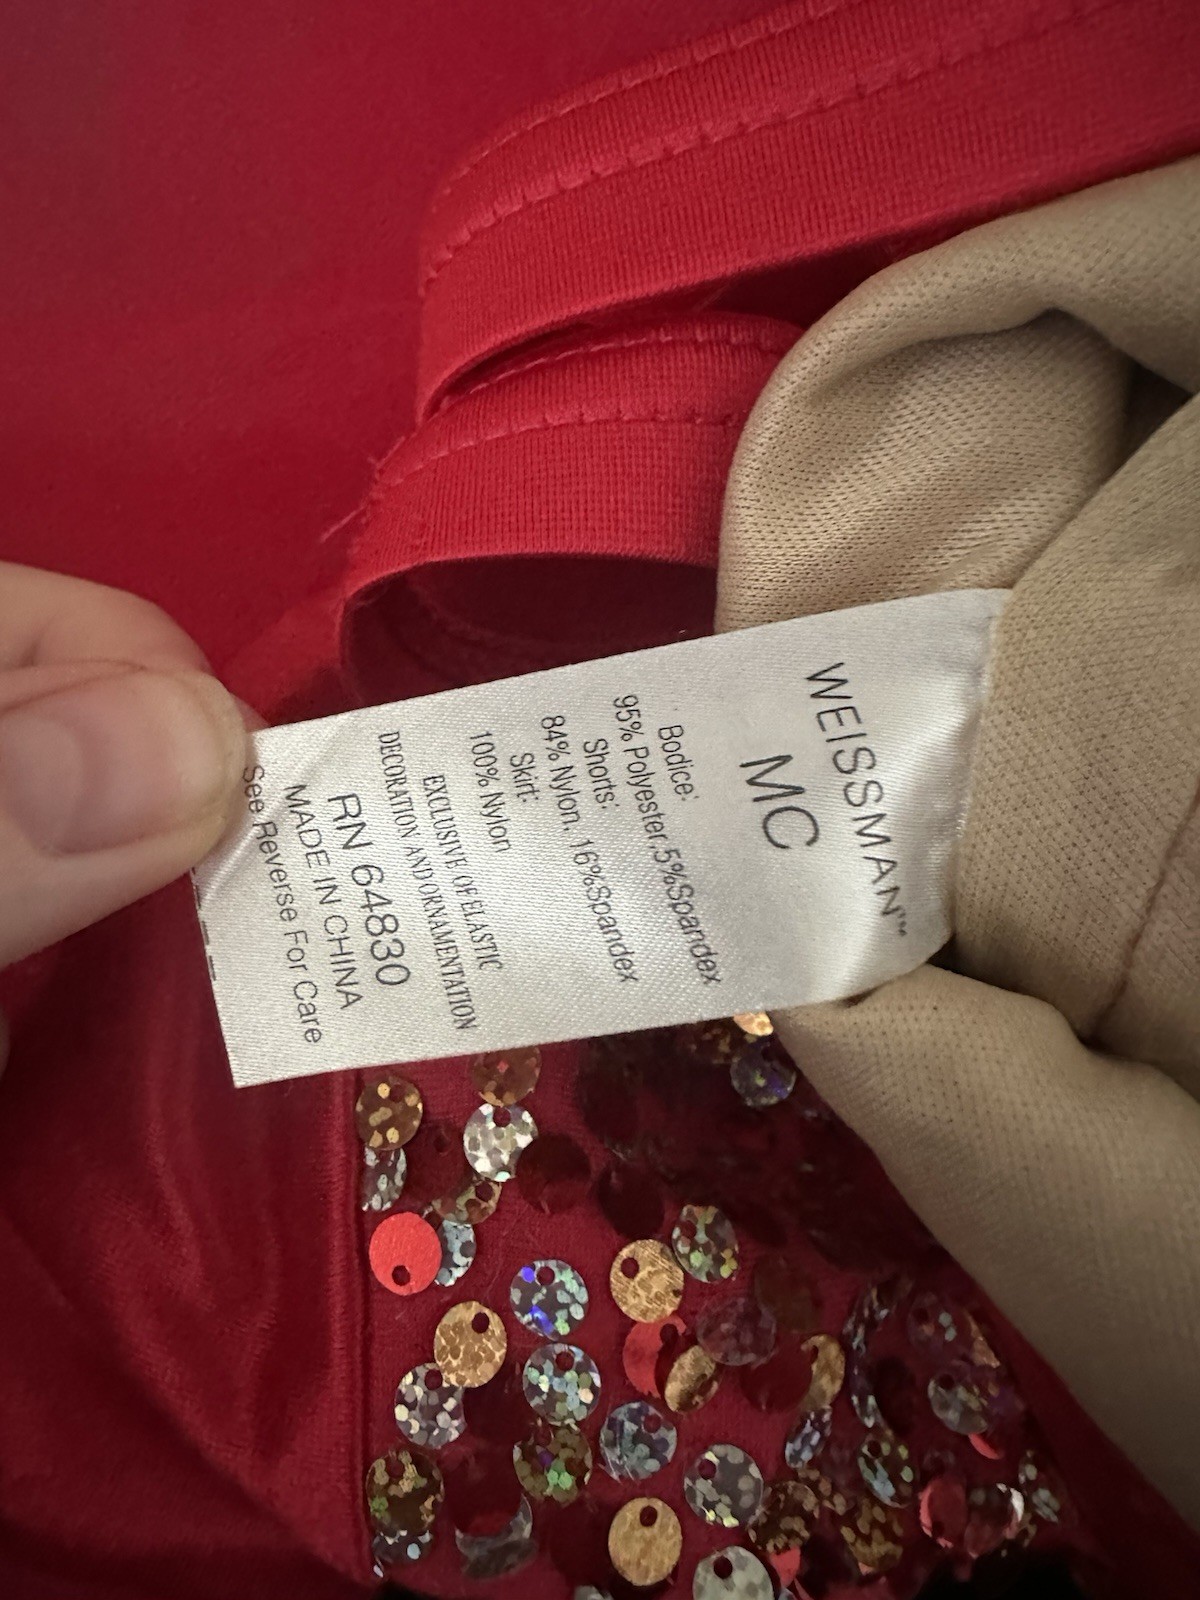 WEISSMAN™
MC
Bodice:
95% Polyester.5%Spandex
Shorts:
84% Nylon, 16%Spandex
Skirt:
100% Nylon
EXCLUSIVE OF ELASTIC
DECORATION AND ORNAMENTATION
RN 64830
MADE IN CHINA
See Reverse For Care